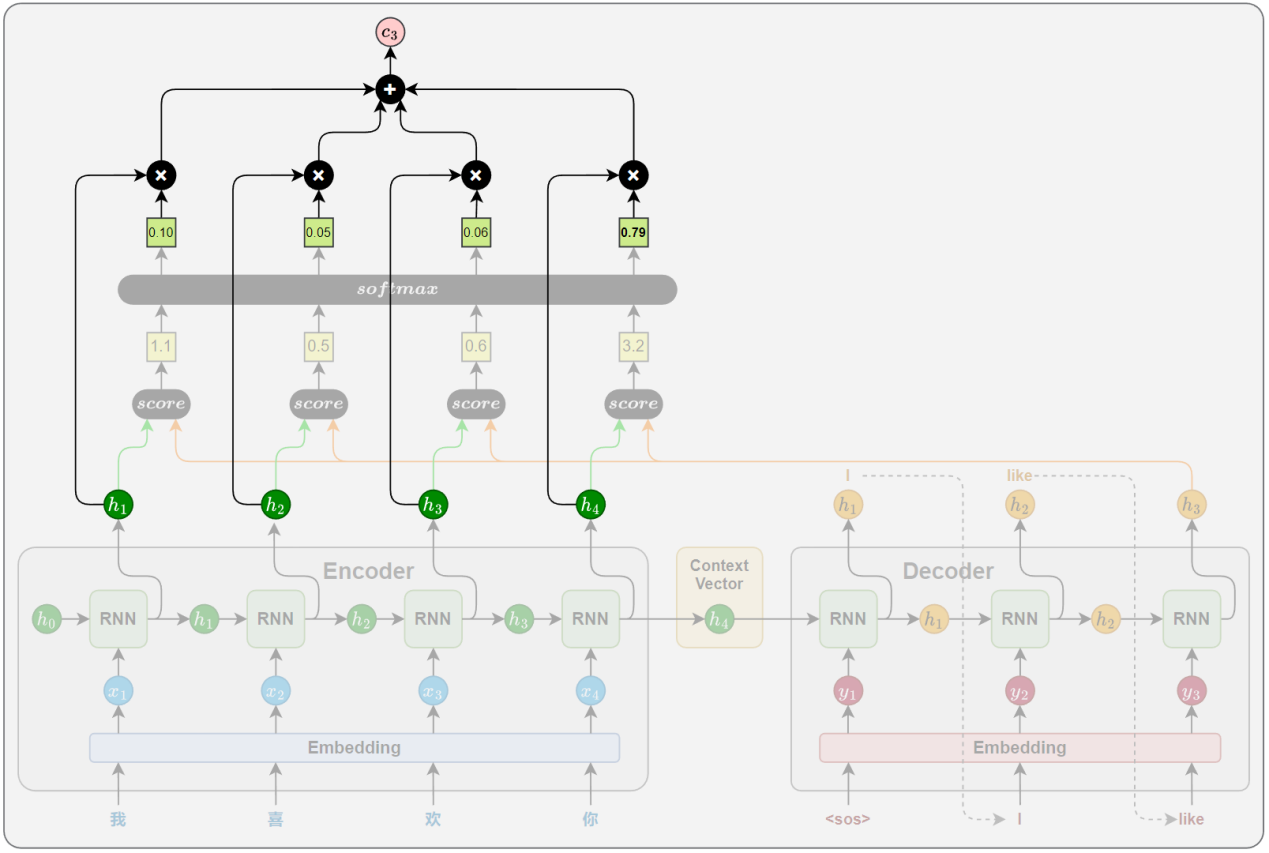 c₃
+
× × × ×
0.10 0.05 0.06 0.79
softmax
1.1 0.5 0.6 3.2
score score score score
I like
h₁ h₂ h₃ h₄ h₁ h₂ h₃
Encoder
Context
Vector
Decoder
h₀ RNN h₁ RNN h₂ RNN h₃ RNN h₄ RNN h₁ RNN h₂ RNN
x₁ x₂ x₃ x₄ y₁ y₂ y₃
Embedding Embedding
我 喜 欢 你 <sos> I like